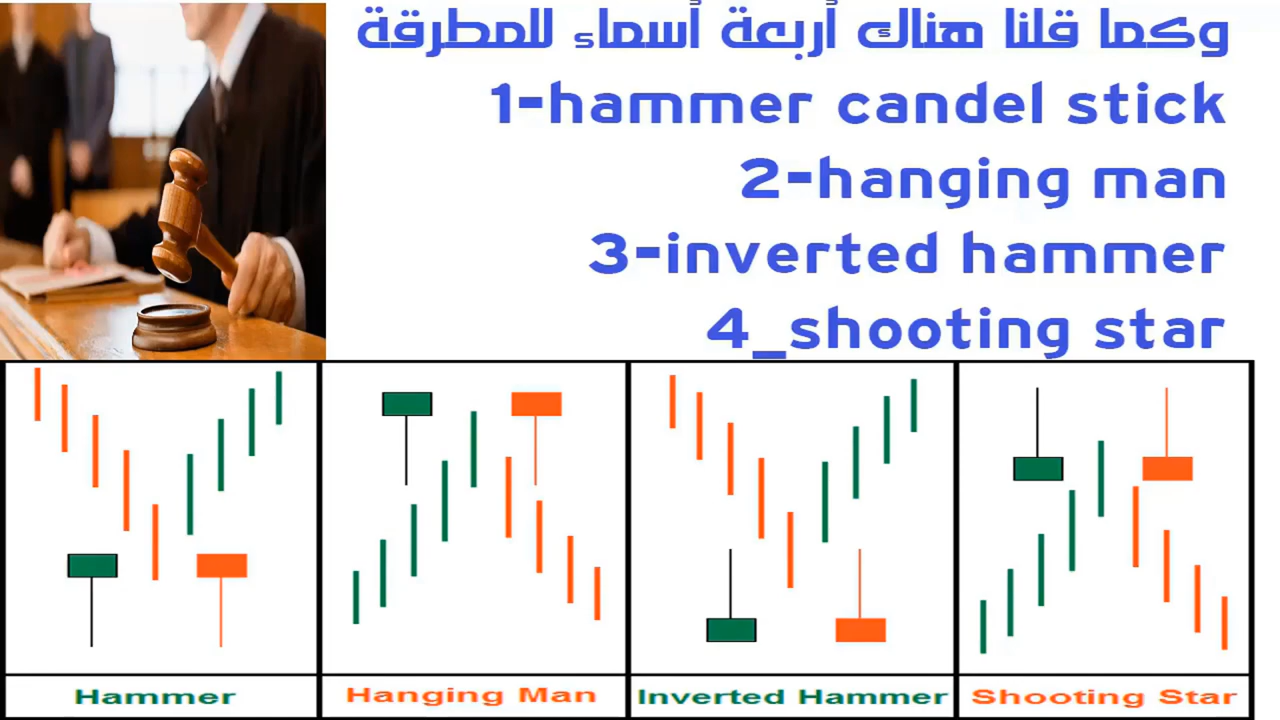 وكما قلنا هناك أربعة أسماء للمطرقة
1-hammer candel stick
2-hanging man
3-inverted hammer
4_shooting star
Hammer
Hanging Man
Inverted Hammer
Shooting Star